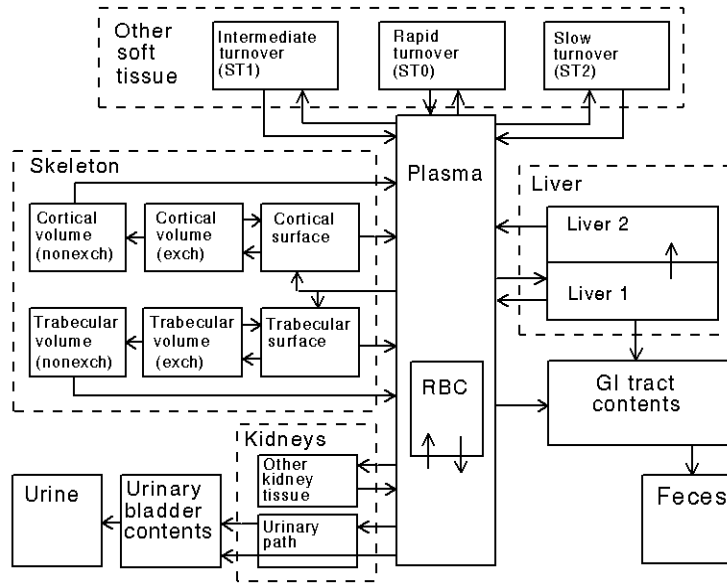 Other
soft
tissue
Intermediate
turnover
(ST1)
Rapid
turnover
(ST0)
Slow
turnover
(ST2)
Skeleton
Plasma
Liver
Cortical
volume
(nonexch)
Cortical
volume
(exch)
Cortical
surface
Liver 2
Liver 1
Trabecular
volume
(nonexch)
Trabecular
volume
(exch)
Trabecular
surface
RBC
GI tract
contents
Kidneys
Other
kidney
tissue
Urinary
path
Urine
Urinary
bladder
contents
Feces